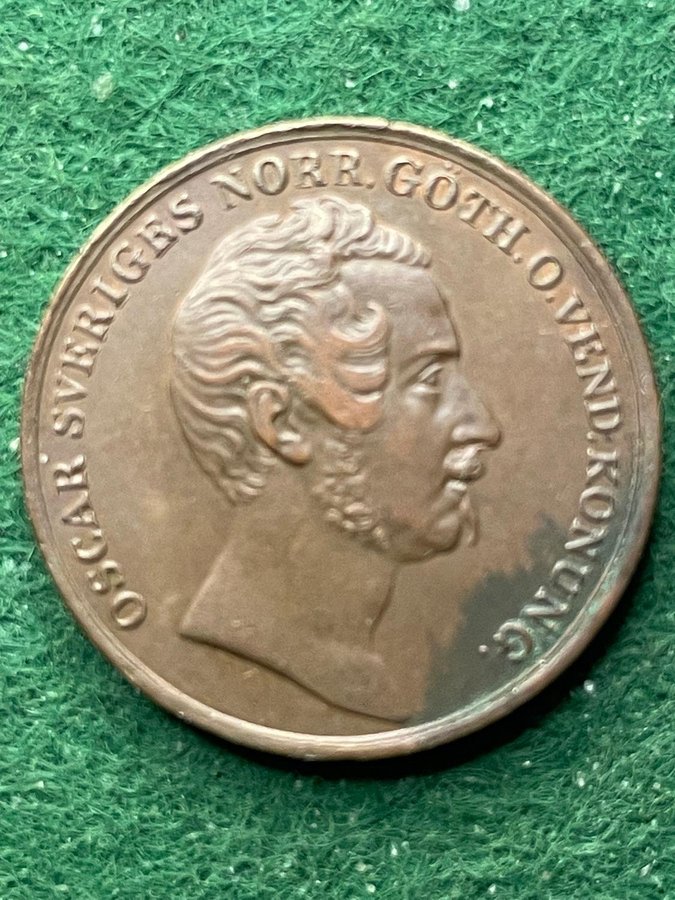 OSCAR SVERIGES NORR. GÖTH. O. VEND. KONUNG.